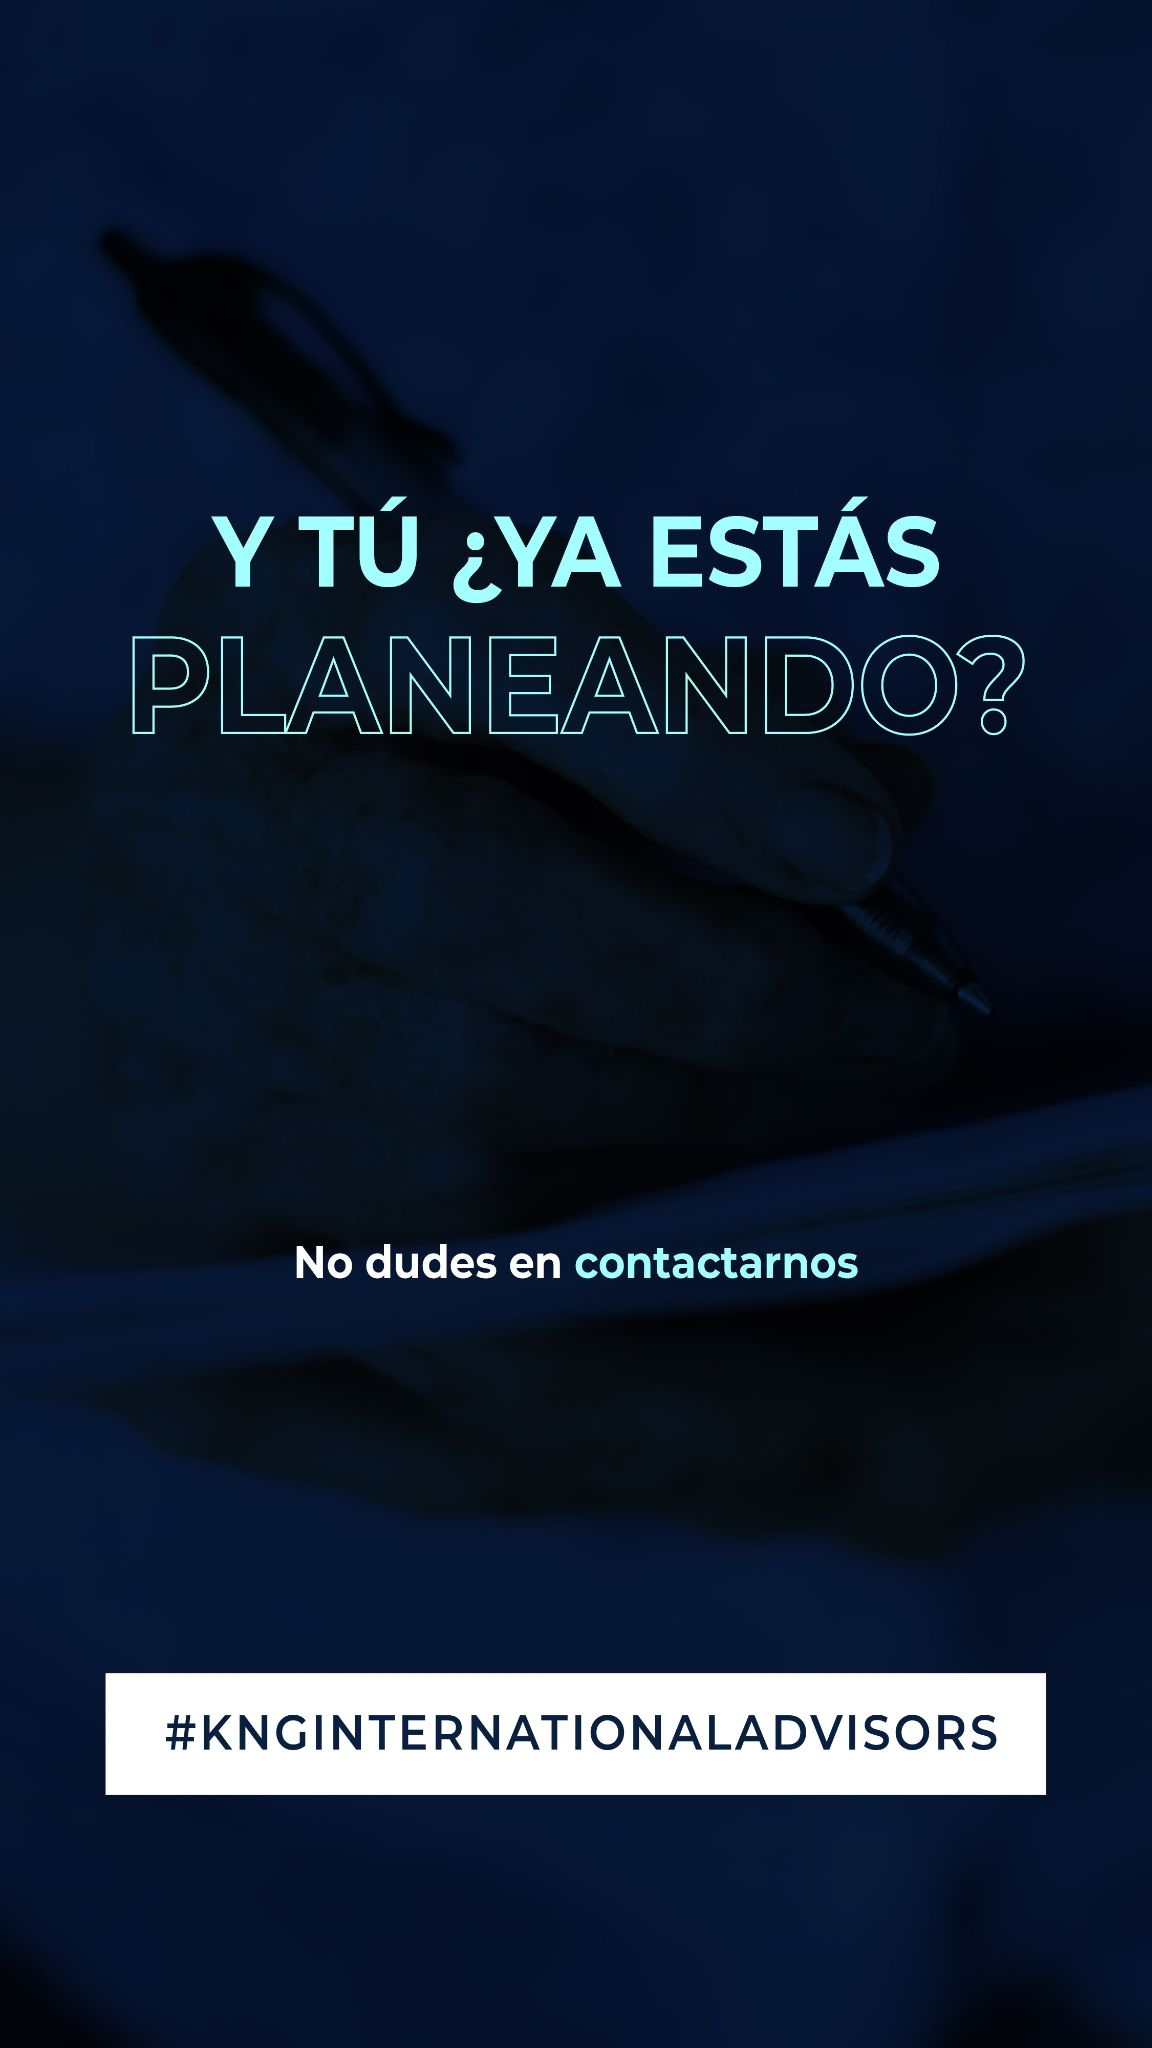 Y TÚ ¿YA ESTÁS
PLANEANDO?
No dudes en contactarnos
#KNGINTERNATIONALADVISORS